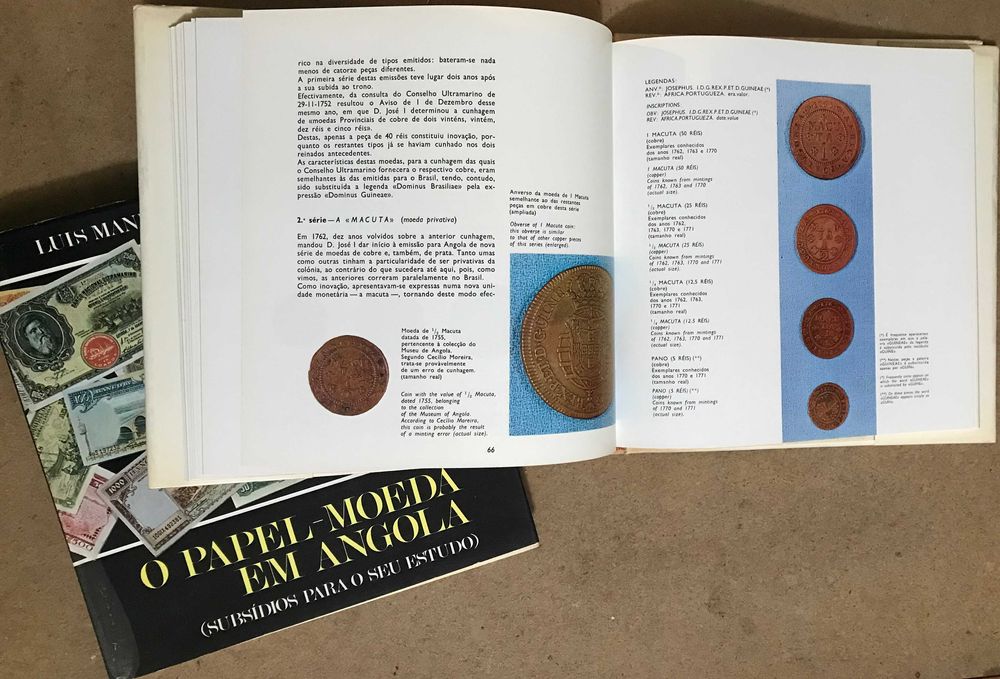 rico na diversidade de tipos emitidos: bateram-se nada
menos de catorze peças diferentes.
A primeira série destas emissões teve lugar dois anos após
a sua subida ao trono.
Efectivamente, da consulta do Conselho Ultramarino de
29-11-1752 resultou o Aviso de 1 de Dezembro desse
mesmo ano, em que D. José I determinou a cunhagem
de «moedas Provinciais de cobre de dois vinténs, vintém,
dez réis e cinco réis».
Destas, apenas a peça de 40 réis constituiu inovação, por-
quanto os restantes tipos já se haviam cunhado nos dois
reinados antecedentes.
As características destas moedas, para a cunhagem das quais
o Conselho Ultramarino fornecera o respectivo cobre, eram
semelhantes às das emitidas para o Brasil, tendo, contudo,
sido substituída a legenda «Dominus Brasiliae» pela ex-
pressão «Dominus Guineae».
2.ª série — A «MACUTA» (moeda privativa)
Em 1762, dez anos volvidos sobre a anterior cunhagem,
mandou D. José I dar início à emissão para Angola de nova
série de moedas de cobre e, também, de prata. Tanto umas
como outras tinham a particularidade de ser privativas da
colónia, ao contrário do que sucedera até aqui, pois, como
vimos, as anteriores correram paralelamente no Brasil.
Como inovação, apresentavam-se expressas numa nova uni-
dade monetária — a macuta —, tornando deste modo efec-
Moeda de 1/2 Macuta
datada de 1755,
pertencente à colecção do
Museu de Angola.
Segundo Cecílio Moreira,
trata-se provávelmente
de um erro de cunhagem.
(tamanho real)
Coin with the value of 1/2 Macuta,
dated 1755, belonging
to the collection
of the Museum of Angola.
According to Cecílio Moreira,
this coin is probably the result
of a minting error (actual size).
66
Anverso da moeda de 1 Macuta
semelhante ao das restantes
peças em cobre desta série
(ampliada)
Obverse of 1 Macuta coin:
this obverse is similar
to that of other copper pieces
of this series (enlarged).
LEGENDAS:
ANV.º: JOSEPHUS. I.D.G.REX.P.ET.D.GUINEAE (*)
REV.º: ÁFRICA.PORTUGUEZA. era.valor.
INSCRIPTIONS:
OBV: JOSEPHUS. I.D.G.REX.P.ET.D.GUINEAE (*)
REV: AFRICA.PORTUGUEZA. date.value
1 MACUTA (50 RÉIS)
(cobre)
Exemplares conhecidos
dos anos 1762, 1763 e 1770
(tamanho real)
1 MACUTA (50 RÉIS)
(copper)
Coins known from mintings
of 1762, 1763 and 1770
(actual size).
1/2 MACUTA (25 RÉIS)
(cobre)
Exemplares conhecidos
dos anos 1762,
1763, 1770 e 1771
(tamanho real)
1/2 MACUTA (25 RÉIS)
(copper)
Coins known from mintings
of 1762, 1763, 1770 and 1771
(actual size).
1/4 MACUTA (12,5 RÉIS)
(cobre)
Exemplares conhecidos
dos anos 1762, 1763,
1770 e 1771
(tamanho real)
1/4 MACUTA (12.5 RÉIS)
(copper)
Coins known from mintings
of 1762, 1763, 1770 and 1771
(actual size).
PANO (5 RÉIS) (**)
(cobre)
Exemplares conhecidos
dos anos 1770 e 1771
(tamanho real)
PANO (5 RÉIS) (**)
(copper)
Coins known from mintings
of 1770 and 1771
(actual size).
LUIS MAN
O PAPEL-MOEDA
EM ANGOLA
(SUBSÍDIOS PARA O SEU ESTUDO)